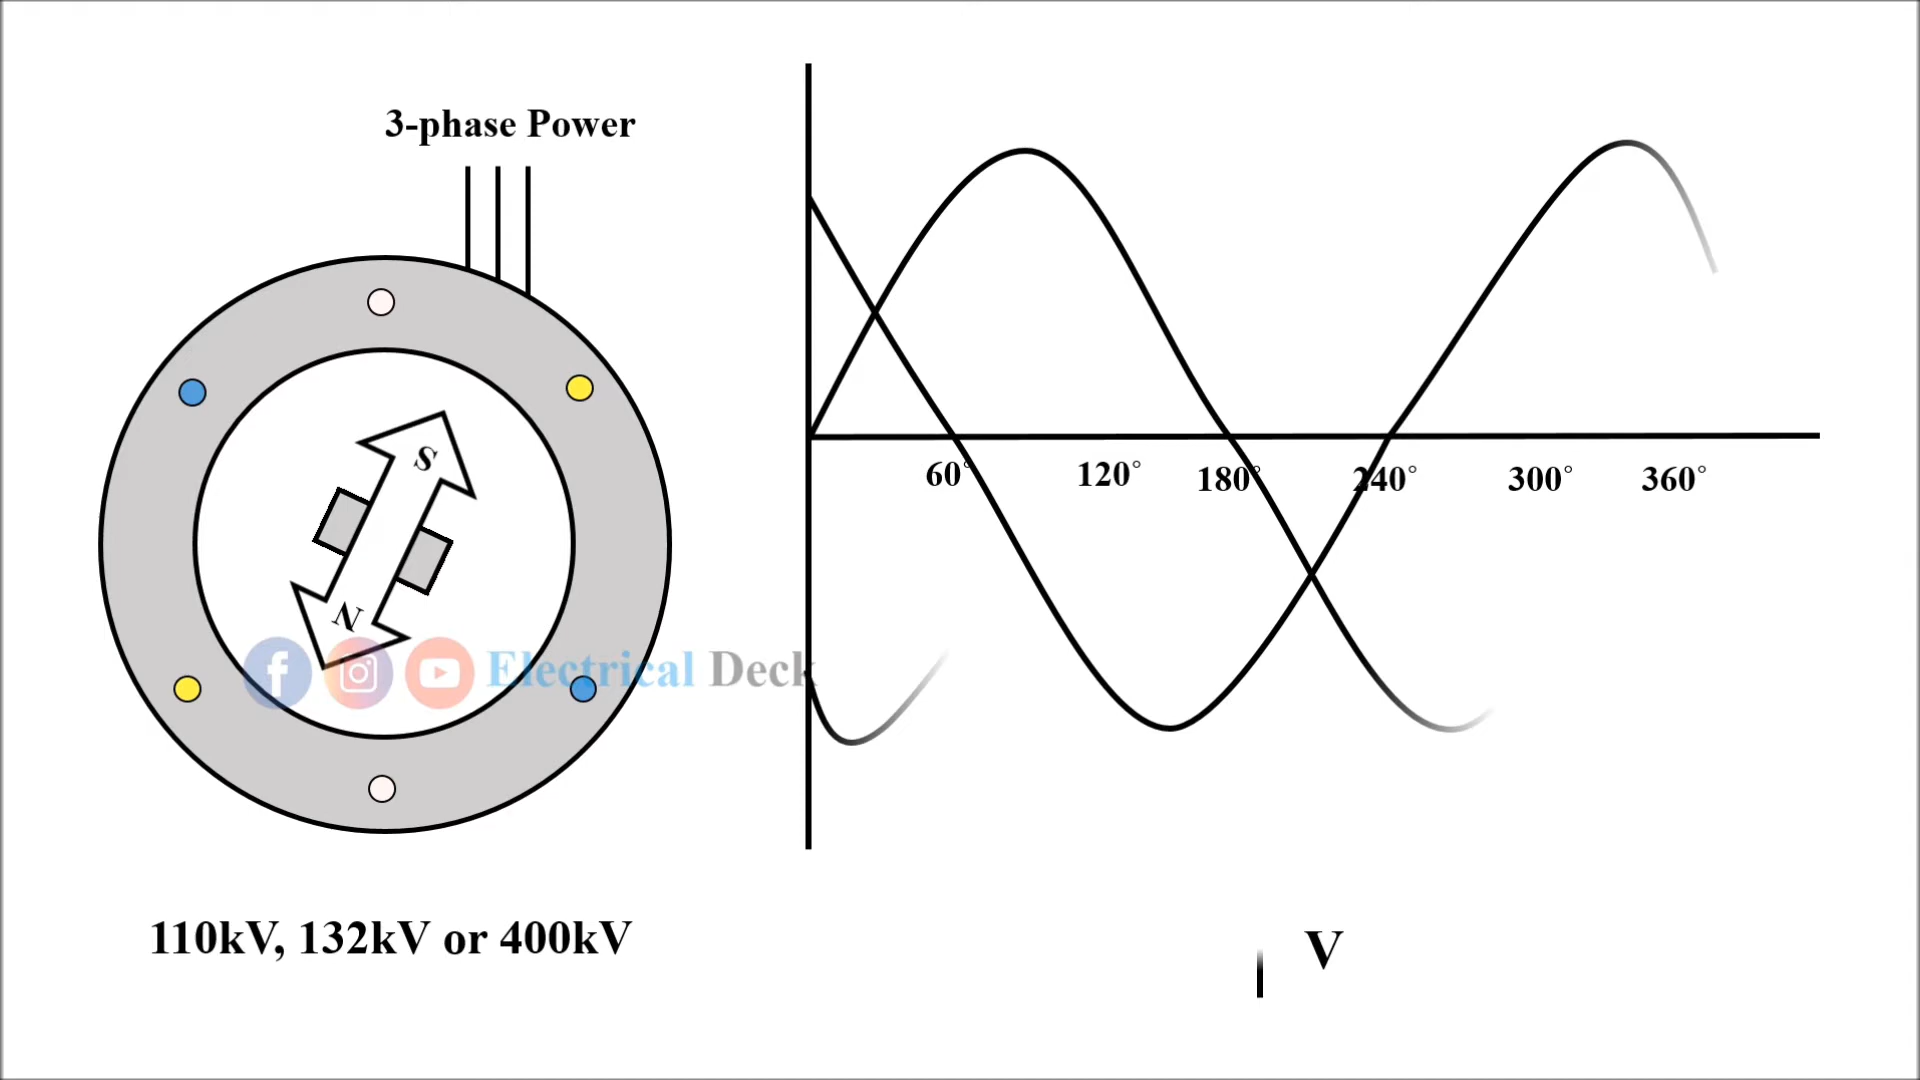 3-phase Power
S
N
Electrical Deck
60° 120° 180° 240° 300° 360°
110kV, 132kV or 400kV
V